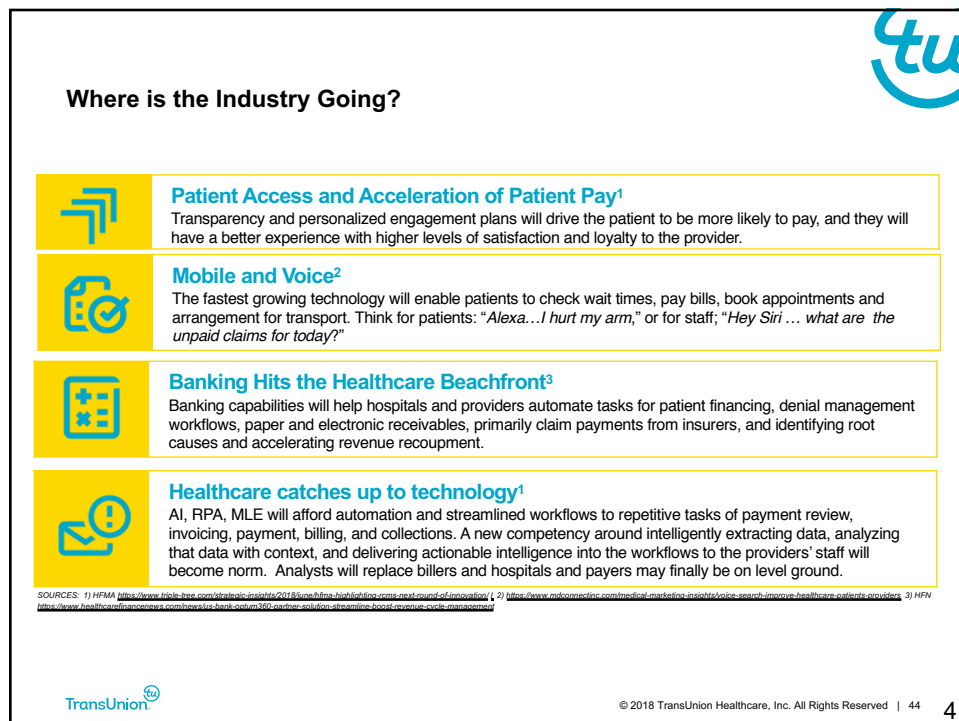 tu
Where is the Industry Going?
Patient Access and Acceleration of Patient Pay¹
Transparency and personalized engagement plans will drive the patient to be more likely to pay, and they will
have a better experience with higher levels of satisfaction and loyalty to the provider.
Mobile and Voice²
The fastest growing technology will enable patients to check wait times, pay bills, book appointments and
arrangement for transport. Think for patients: “Alexa…I hurt my arm,” or for staff; “Hey Siri … what are the
unpaid claims for today?”
Banking Hits the Healthcare Beachfront³
Banking capabilities will help hospitals and providers automate tasks for patient financing, denial management
workflows, paper and electronic receivables, primarily claim payments from insurers, and identifying root
causes and accelerating revenue recoupment.
Healthcare catches up to technology¹
AI, RPA, MLE will afford automation and streamlined workflows to repetitive tasks of payment review,
invoicing, payment, billing, and collections. A new competency around intelligently extracting data, analyzing
that data with context, and delivering actionable intelligence into the workflows to the providers’ staff will
become norm. Analysts will replace billers and hospitals and payers may finally be on level ground.
SOURCES: 1) HFMA https://www.triple-tree.com/strategic-insights/2018/june/hfma-highlighting-rcms-next-round-of-innovation/ | 2) https://www.mdconnectinc.com/medical-marketing-insights/voice-search-improve-healthcare-patients-providers 3) HFN
https://www.healthcarefinancenews.com/news/us-bank-optum360-partner-solution-streamline-boost-revenue-cycle-management
TransUnion tu
© 2018 TransUnion Healthcare, Inc. All Rights Reserved | 44
4